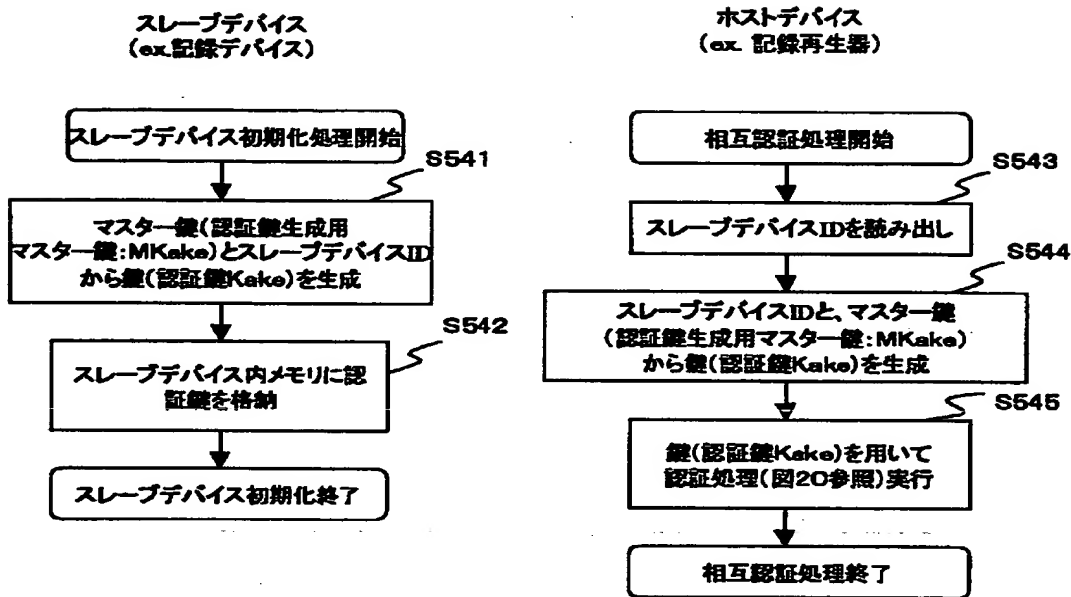 スレーブデバイス
(ex.記録デバイス)
スレーブデバイス初期化処理開始
S541
マスター鍵(認証鍵生成用
マスター鍵:MKake)とスレーブデバイスID
から鍵(認証鍵Kake)を生成
S542
スレーブデバイス内メモリに認
証鍵を格納
スレーブデバイス初期化終了
ホストデバイス
(ex. 記録再生器)
相互認証処理開始
S543
スレーブデバイスIDを読み出し
S544
スレーブデバイスIDと、マスター鍵
(認証鍵生成用マスター鍵:MKake)
から鍵(認証鍵Kake)を生成
S545
鍵(認証鍵Kake)を用いて
認証処理(図20参照)実行
相互認証処理終了